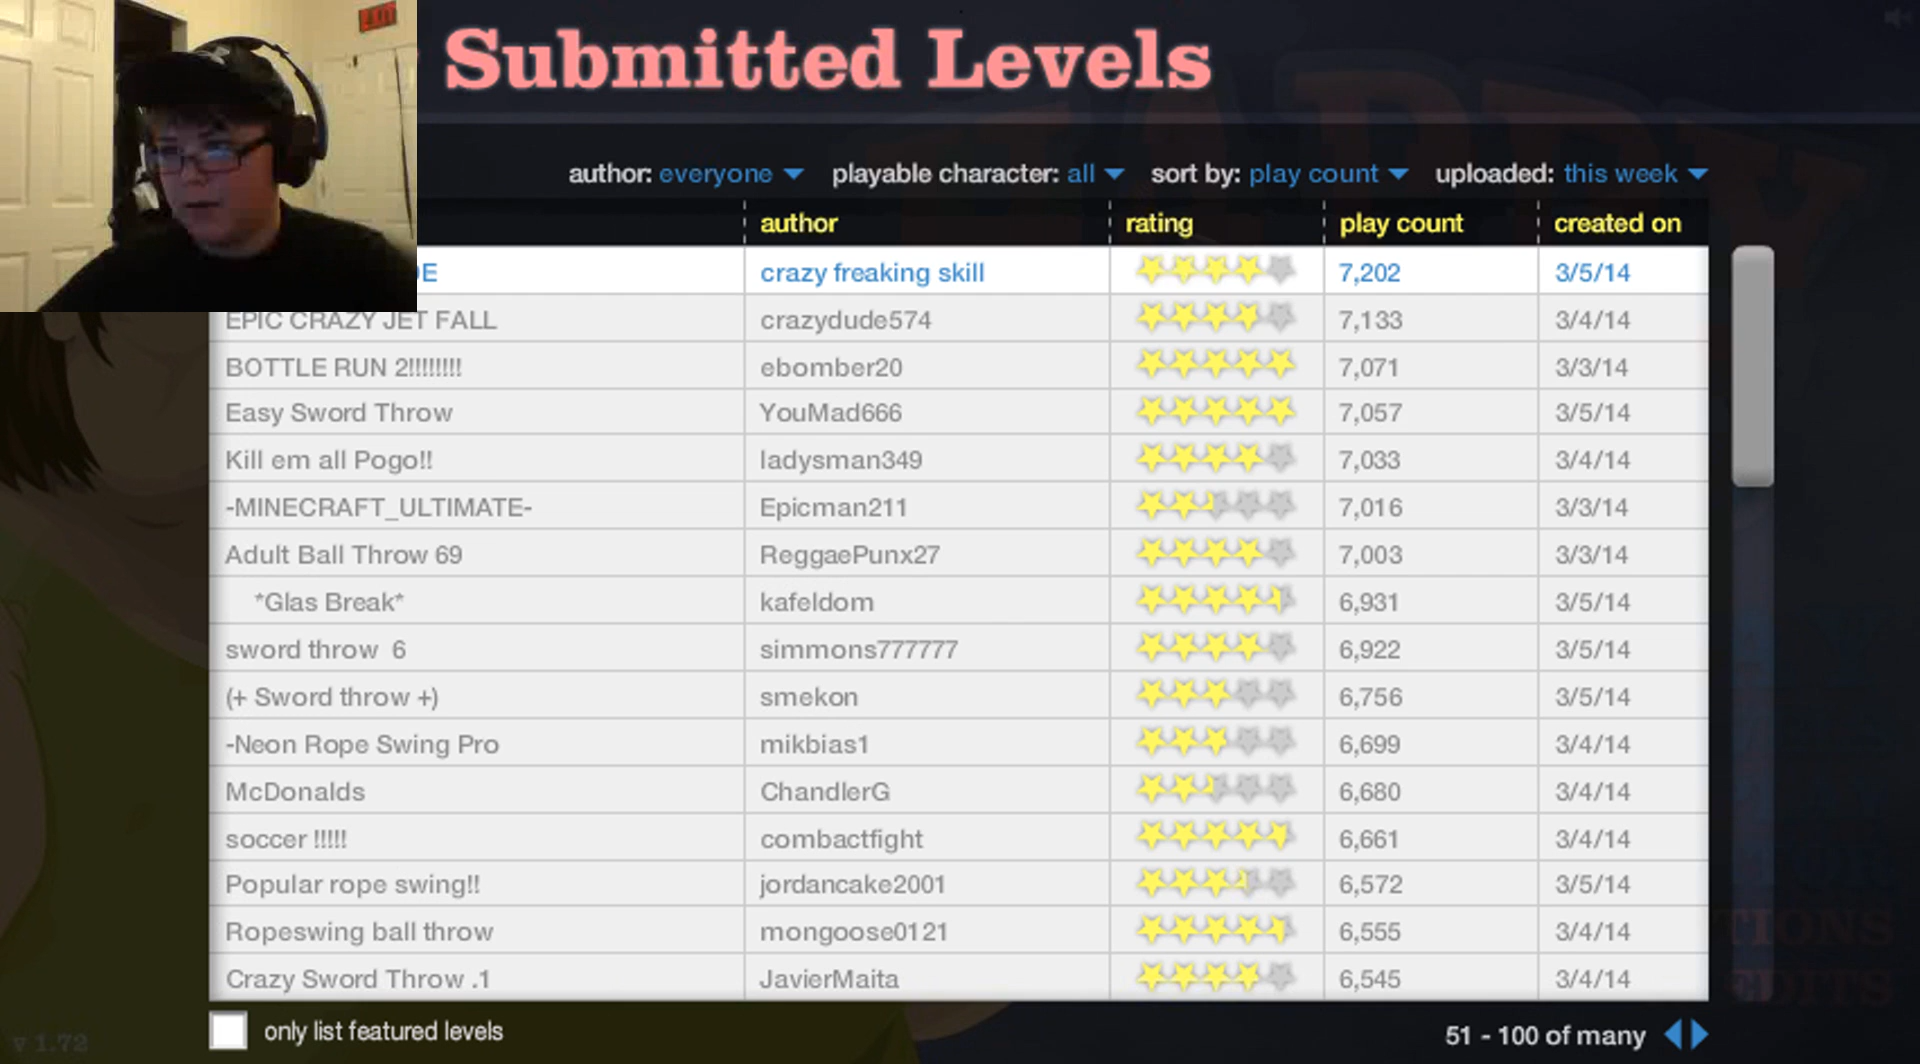 EXIT
Submitted Levels
author: everyone playable character: all sort by: play count uploaded: this week
author rating play count created on
DE crazy freaking skill 7,202 3/5/14
EPIC CRAZY JET FALL crazydude574 7,133 3/4/14
BOTTLE RUN 2!!!!!!!! ebomber20 7,071 3/3/14
Easy Sword Throw YouMad666 7,057 3/5/14
Kill em all Pogo!! ladysman349 7,033 3/4/14
-MINECRAFT_ULTIMATE- Epicman211 7,016 3/3/14
Adult Ball Throw 69 ReggaePunx27 7,003 3/3/14
*Glas Break* kafeldom 6,931 3/5/14
sword throw 6 simmons777777 6,922 3/5/14
(+ Sword throw +) smekon 6,756 3/5/14
-Neon Rope Swing Pro mikbias1 6,699 3/4/14
McDonalds ChandlerG 6,680 3/4/14
soccer !!!!! combactfight 6,661 3/4/14
Popular rope swing!! jordancake2001 6,572 3/5/14
Ropeswing ball throw mongoose0121 6,555 3/4/14
Crazy Sword Throw .1 JavierMaita 6,545 3/4/14
only list featured levels
51 - 100 of many
v 1.72